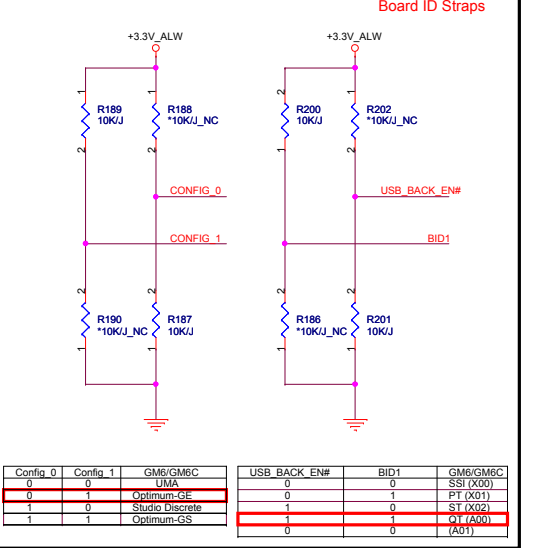 Board ID Straps
+3.3V_ALW
+3.3V_ALW
1
1
2
2
R189
10K/J
R188
*10K/J_NC
R200
10K/J
R202
*10K/J_NC
2
2
1
2
CONFIG_0
USB_BACK_EN#
CONFIG_1
BID1
2
2
2
2
R190
*10K/J_NC
R187
10K/J
R186
*10K/J_NC
R201
10K/J
1
1
1
1
Config_0 Config_1 GM6/GM6C
0 0 UMA
0 1 Optimum-GE
1 0 Studio Discrete
1 1 Optimum-GS
USB_BACK_EN# BID1 GM6/GM6C
0 0 SSI (X00)
0 1 PT (X01)
1 0 ST (X02)
1 1 QT (A00)
0 0 (A01)